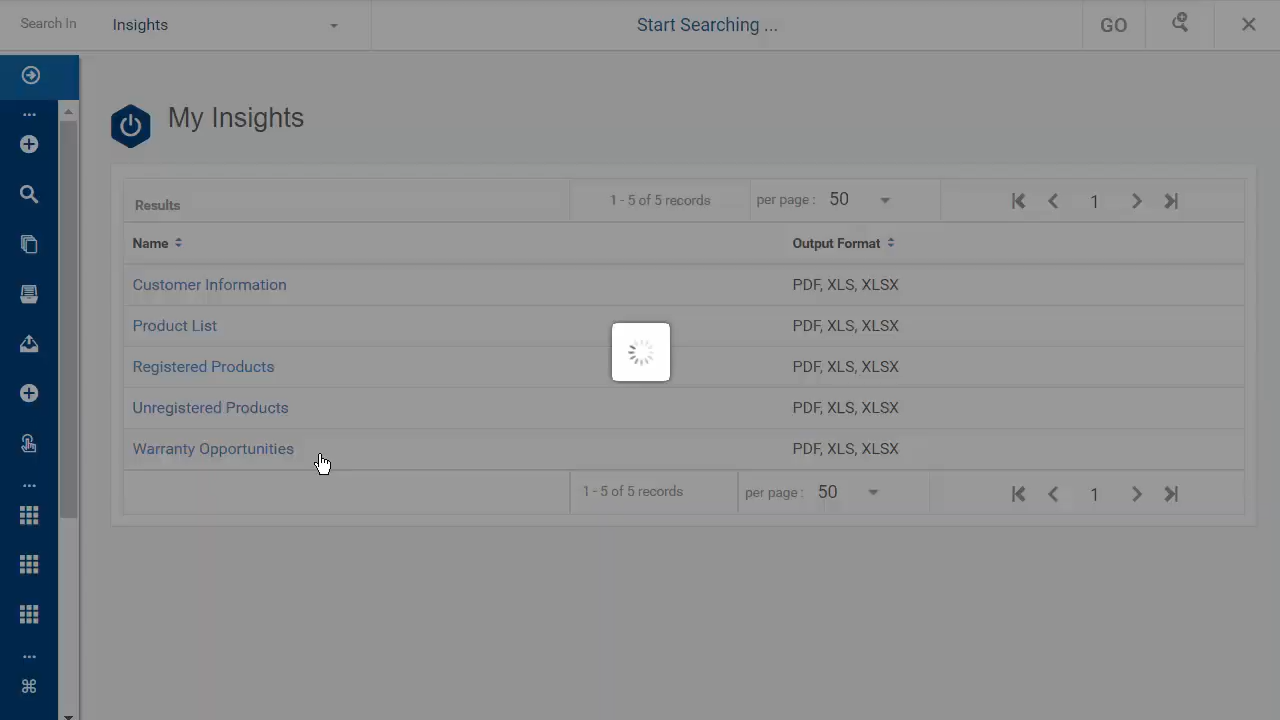 Search In Insights Start Searching ... GO
My Insights
Results 1 - 5 of 5 records per page : 50 1
Name Output Format
Customer Information PDF, XLS, XLSX
Product List PDF, XLS, XLSX
Registered Products PDF, XLS, XLSX
Unregistered Products PDF, XLS, XLSX
Warranty Opportunities PDF, XLS, XLSX
1 - 5 of 5 records per page : 50 1